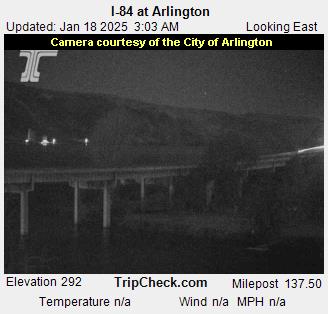 I-84 at Arlington
Updated: Jan 18 2025  3:03 AM Looking East
Camera courtesy of the City of Arlington
Elevation 292 TripCheck.com Milepost 137.50
Temperature n/a Wind n/a MPH n/a